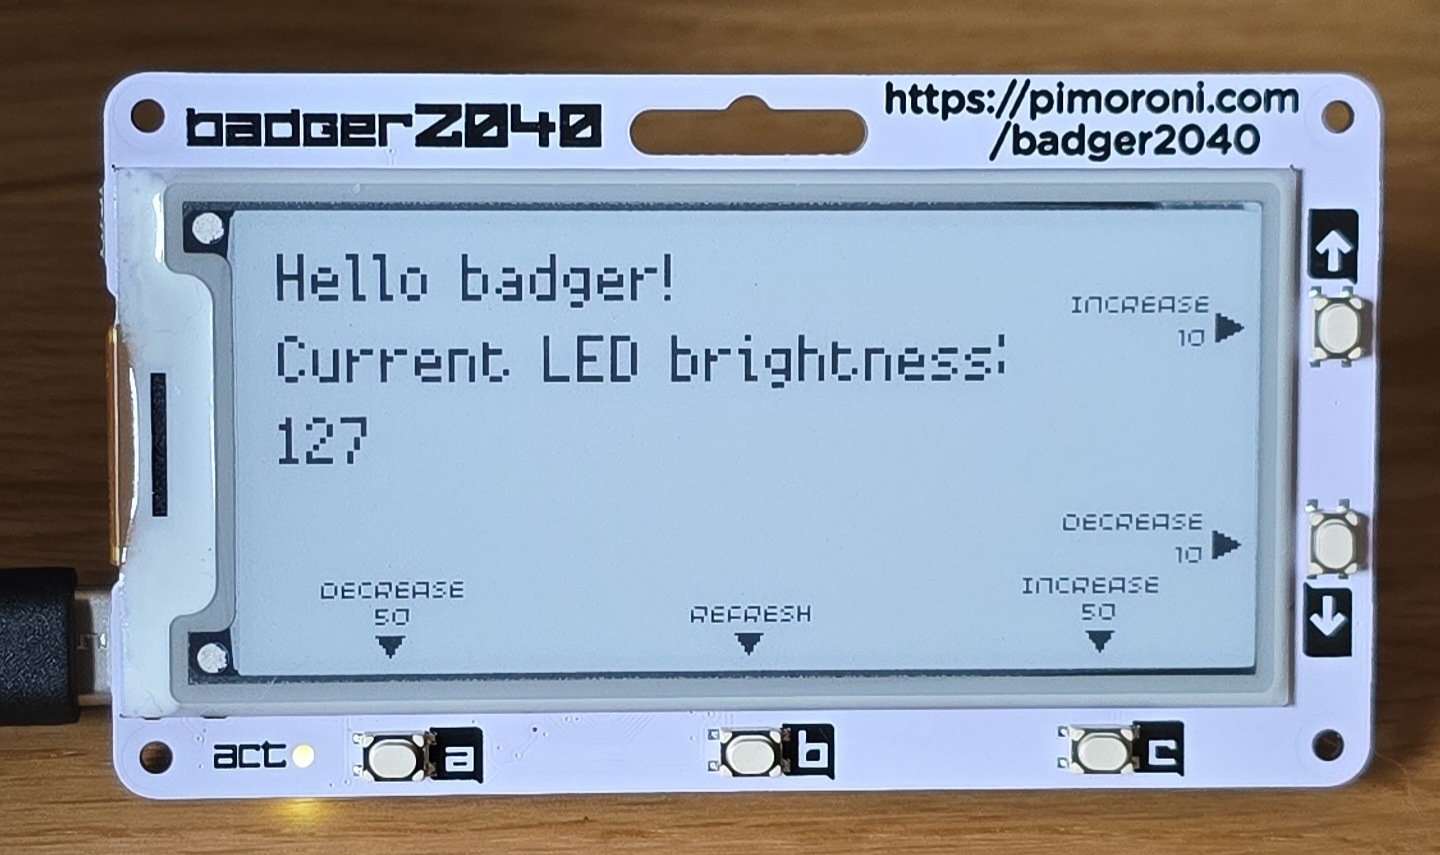 badger2040
https://pimoroni.com
/badger2040
Hello badger!
Current LED brightness:
127
INCREASE
10
DECREASE
10
DECREASE
50
REFRESH
INCREASE
50
act
a
b
c